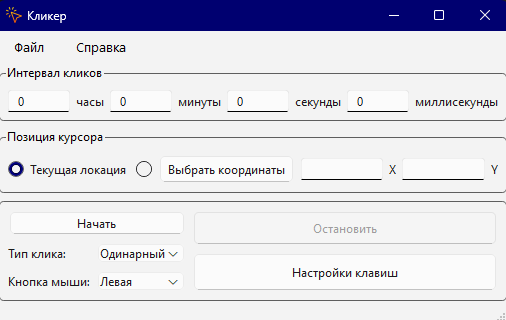 Кликер
Файл Справка
Интервал кликов
0 часы 0 минуты 0 секунды 0 миллисекунды
Позиция курсора
Текущая локация Выбрать координаты X Y
Начать Остановить
Тип клика: Одинарный
Настройки клавиш
Кнопка мыши: Левая